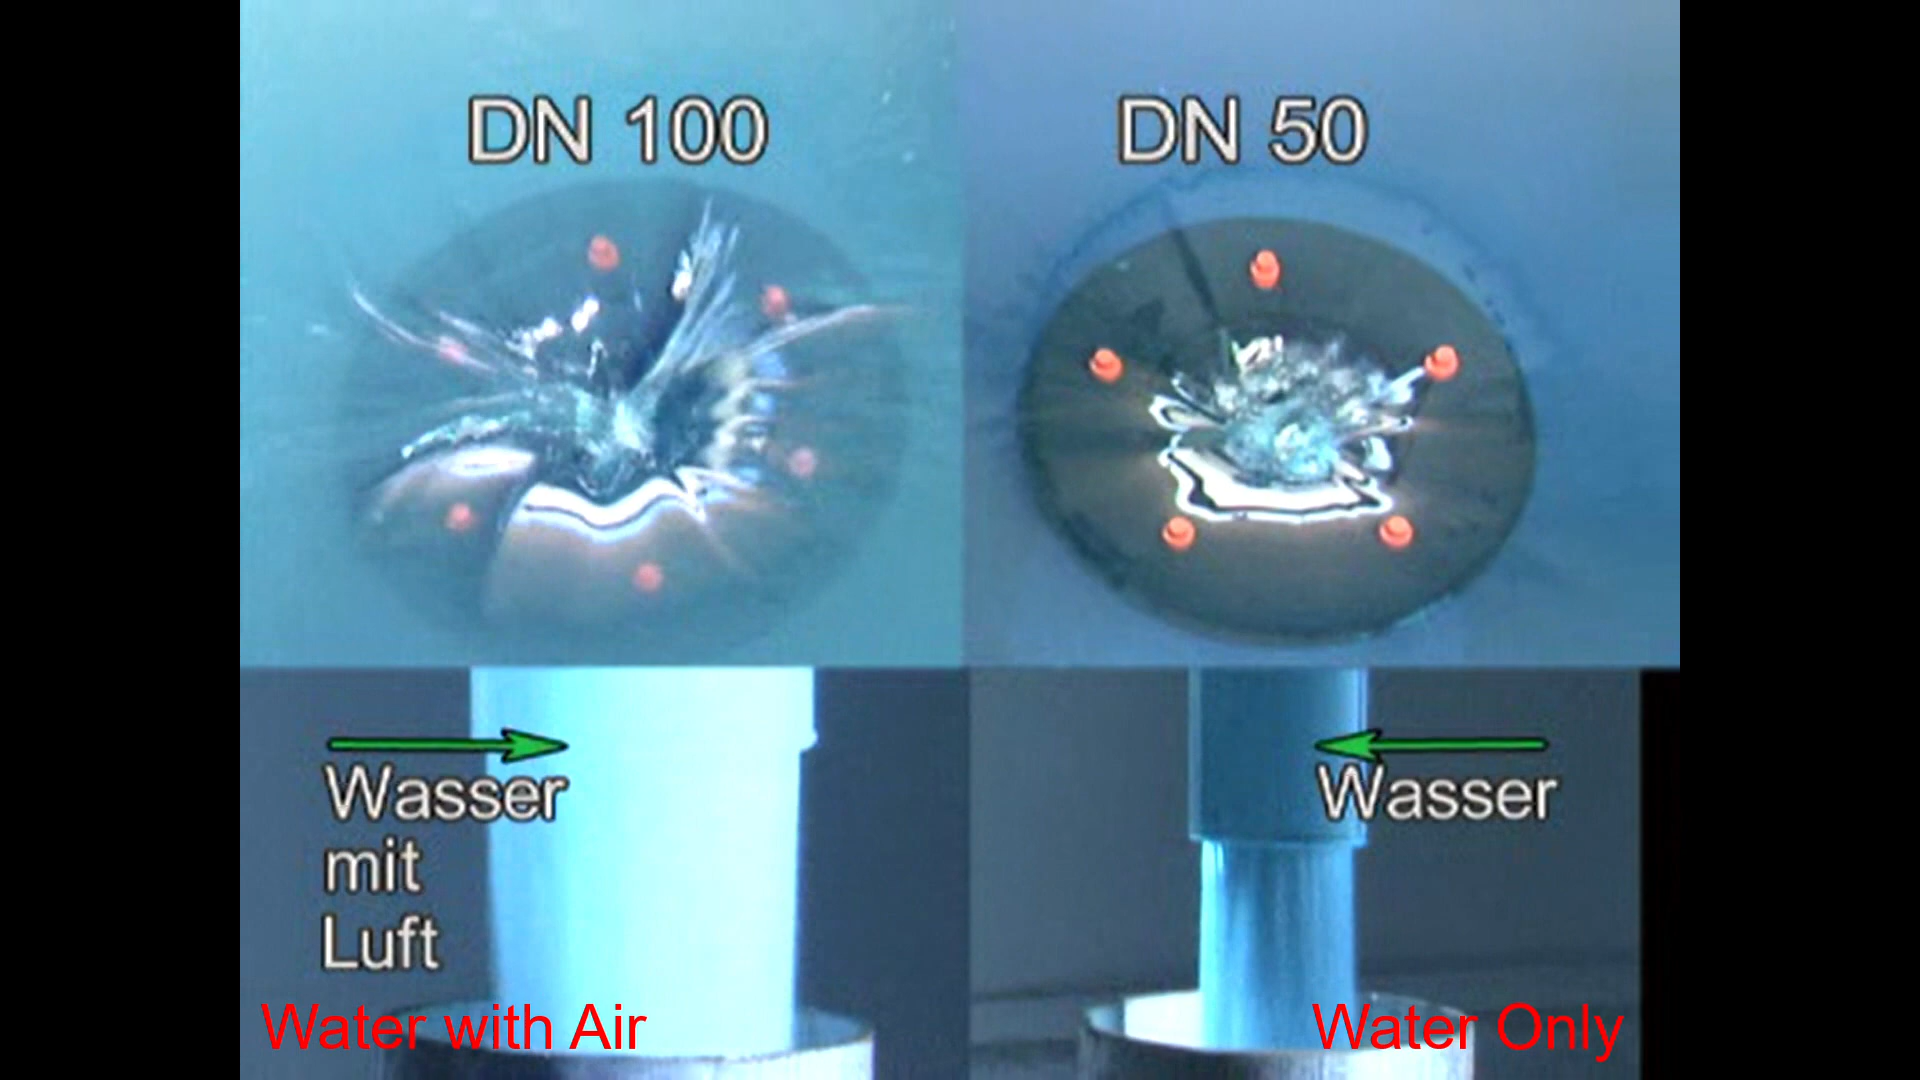 DN 100
DN 50
Wasser
mit
Luft
Water with Air
Wasser
Water Only